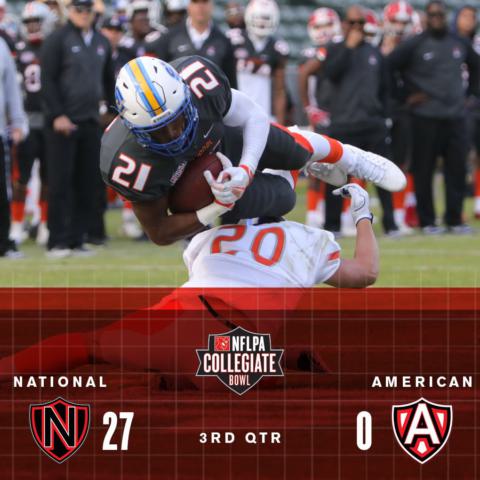 21
21
20
NFLPA
COLLEGIATE
BOWL
NATIONAL
AMERICAN
N 27
3RD QTR
0 A